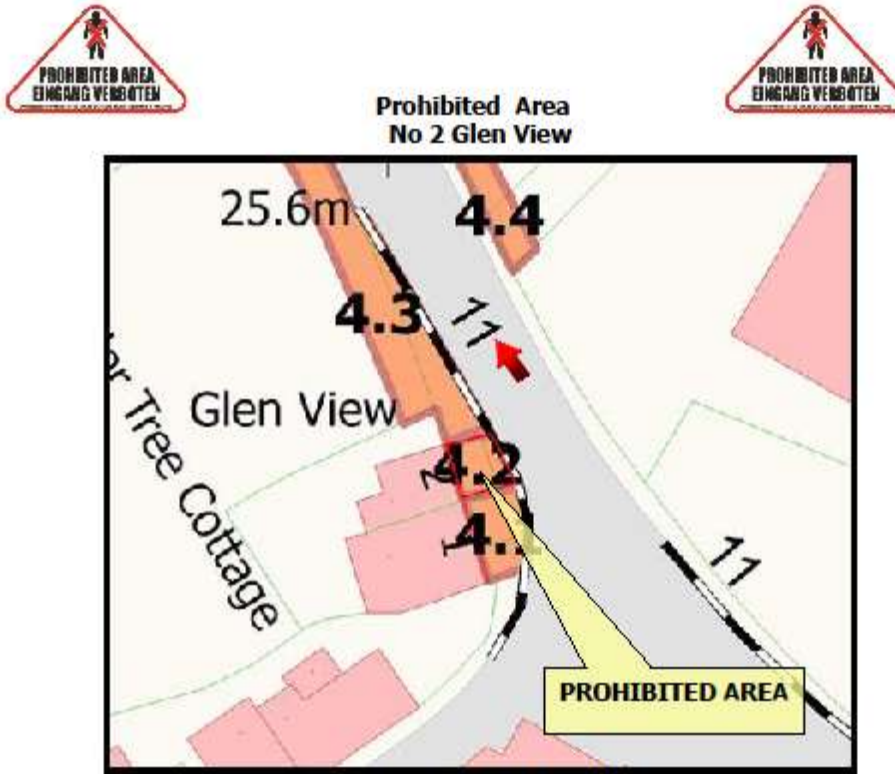 PROHIBITED AREA
EINGANG VERBOTEN
PROHIBITED AREA
EINGANG VERBOTEN
Prohibited Area
No 2 Glen View
25.6m
4.4
4.3
11
Glen View
4.2
2
4.1
1
Tree Cottage
11
PROHIBITED AREA